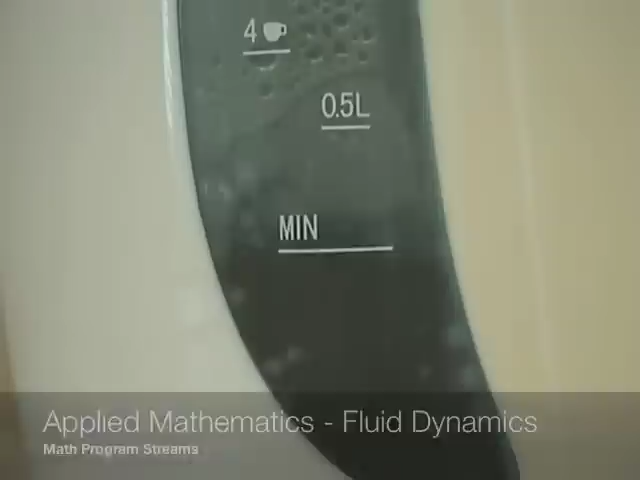 4
0.5L
MIN
Applied Mathematics - Fluid Dynamics
Math Program Streams